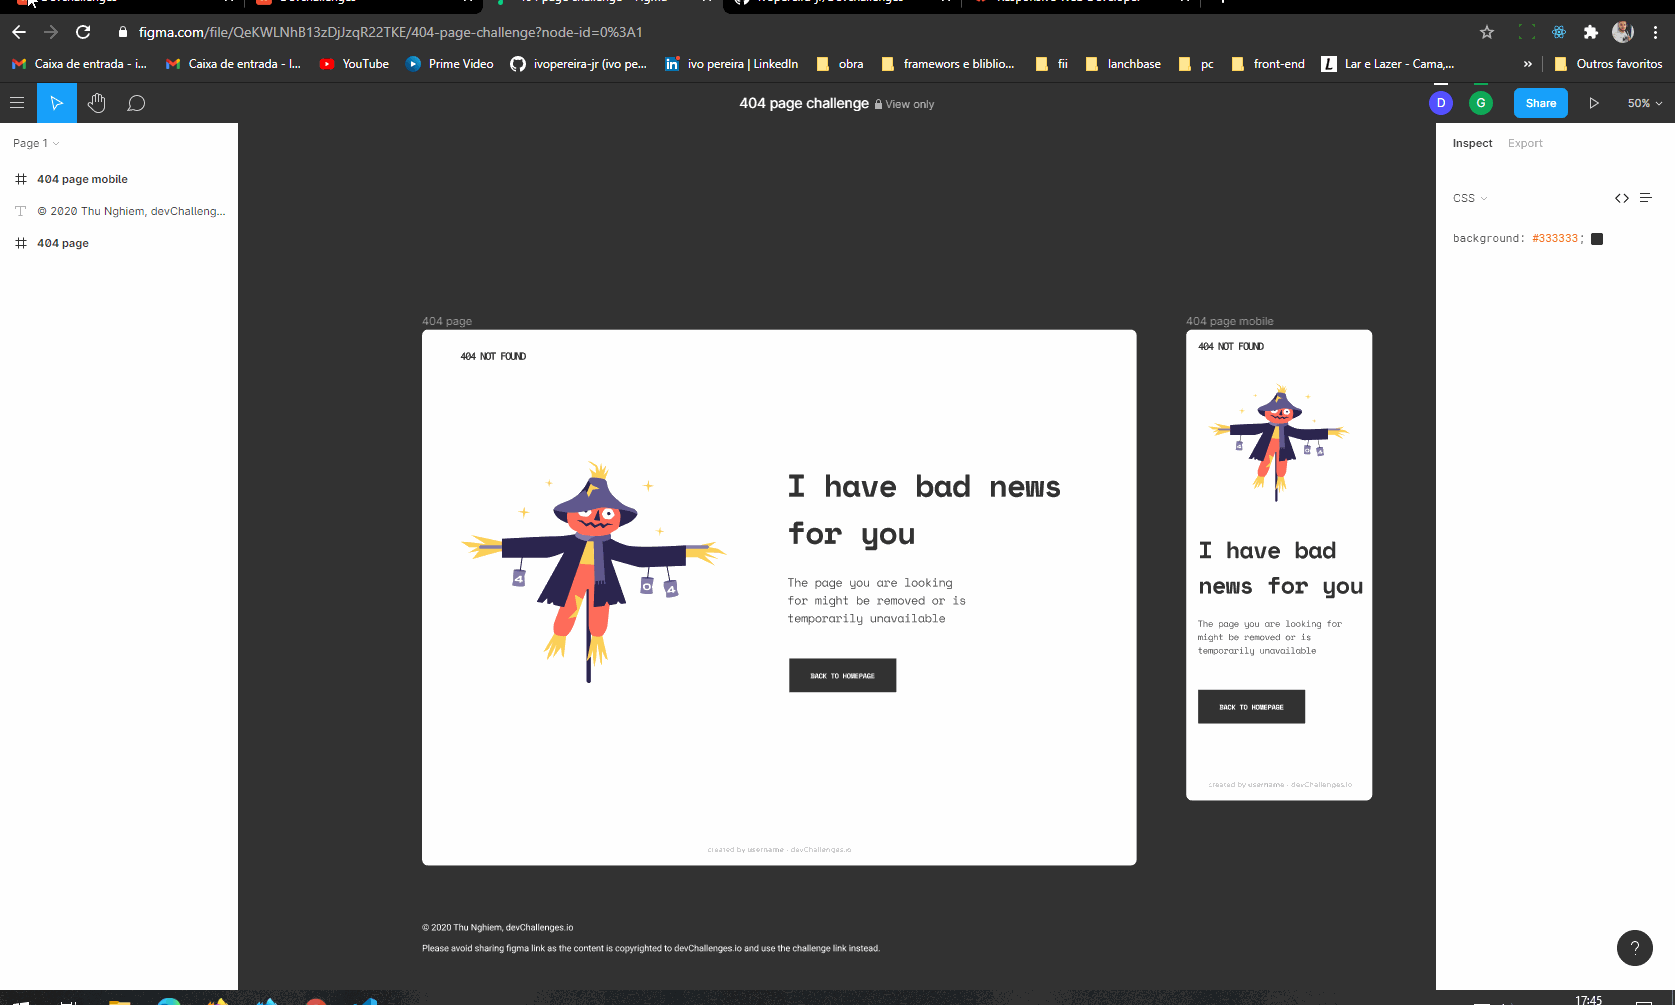 figma.com/file/QeKWLNhB13zDjJzqR22TKE/404-page-challenge?node-id=0%3A1
Caixa de entrada - i... Caixa de entrada - I... YouTube Prime Video ivopereira-jr (ivo pe... ivo pereira | LinkedIn obra framewors e bliblio... fii lanchbase pc front-end Lar e Lazer - Cama,... » Outros favoritos
404 page challenge View only
D G Share 50%
Page 1
404 page mobile
© 2020 Thu Nghiem, devChalleng...
404 page
Inspect Export
CSS
background: #333333;
404 page
404 NOT FOUND
4 0 4
I have bad news
for you
The page you are looking
for might be removed or is
temporarily unavailable
BACK TO HOMEPAGE
created by username - devChallenges.io
404 page mobile
404 NOT FOUND
4 0 4
I have bad
news for you
The page you are looking for
might be removed or is
temporarily unavailable
BACK TO HOMEPAGE
created by username - devChallenges.io
© 2020 Thu Nghiem, devChallenges.io
Please avoid sharing figma link as the content is copyrighted to devChallenges.io and use the challenge link instead.
?
17:45